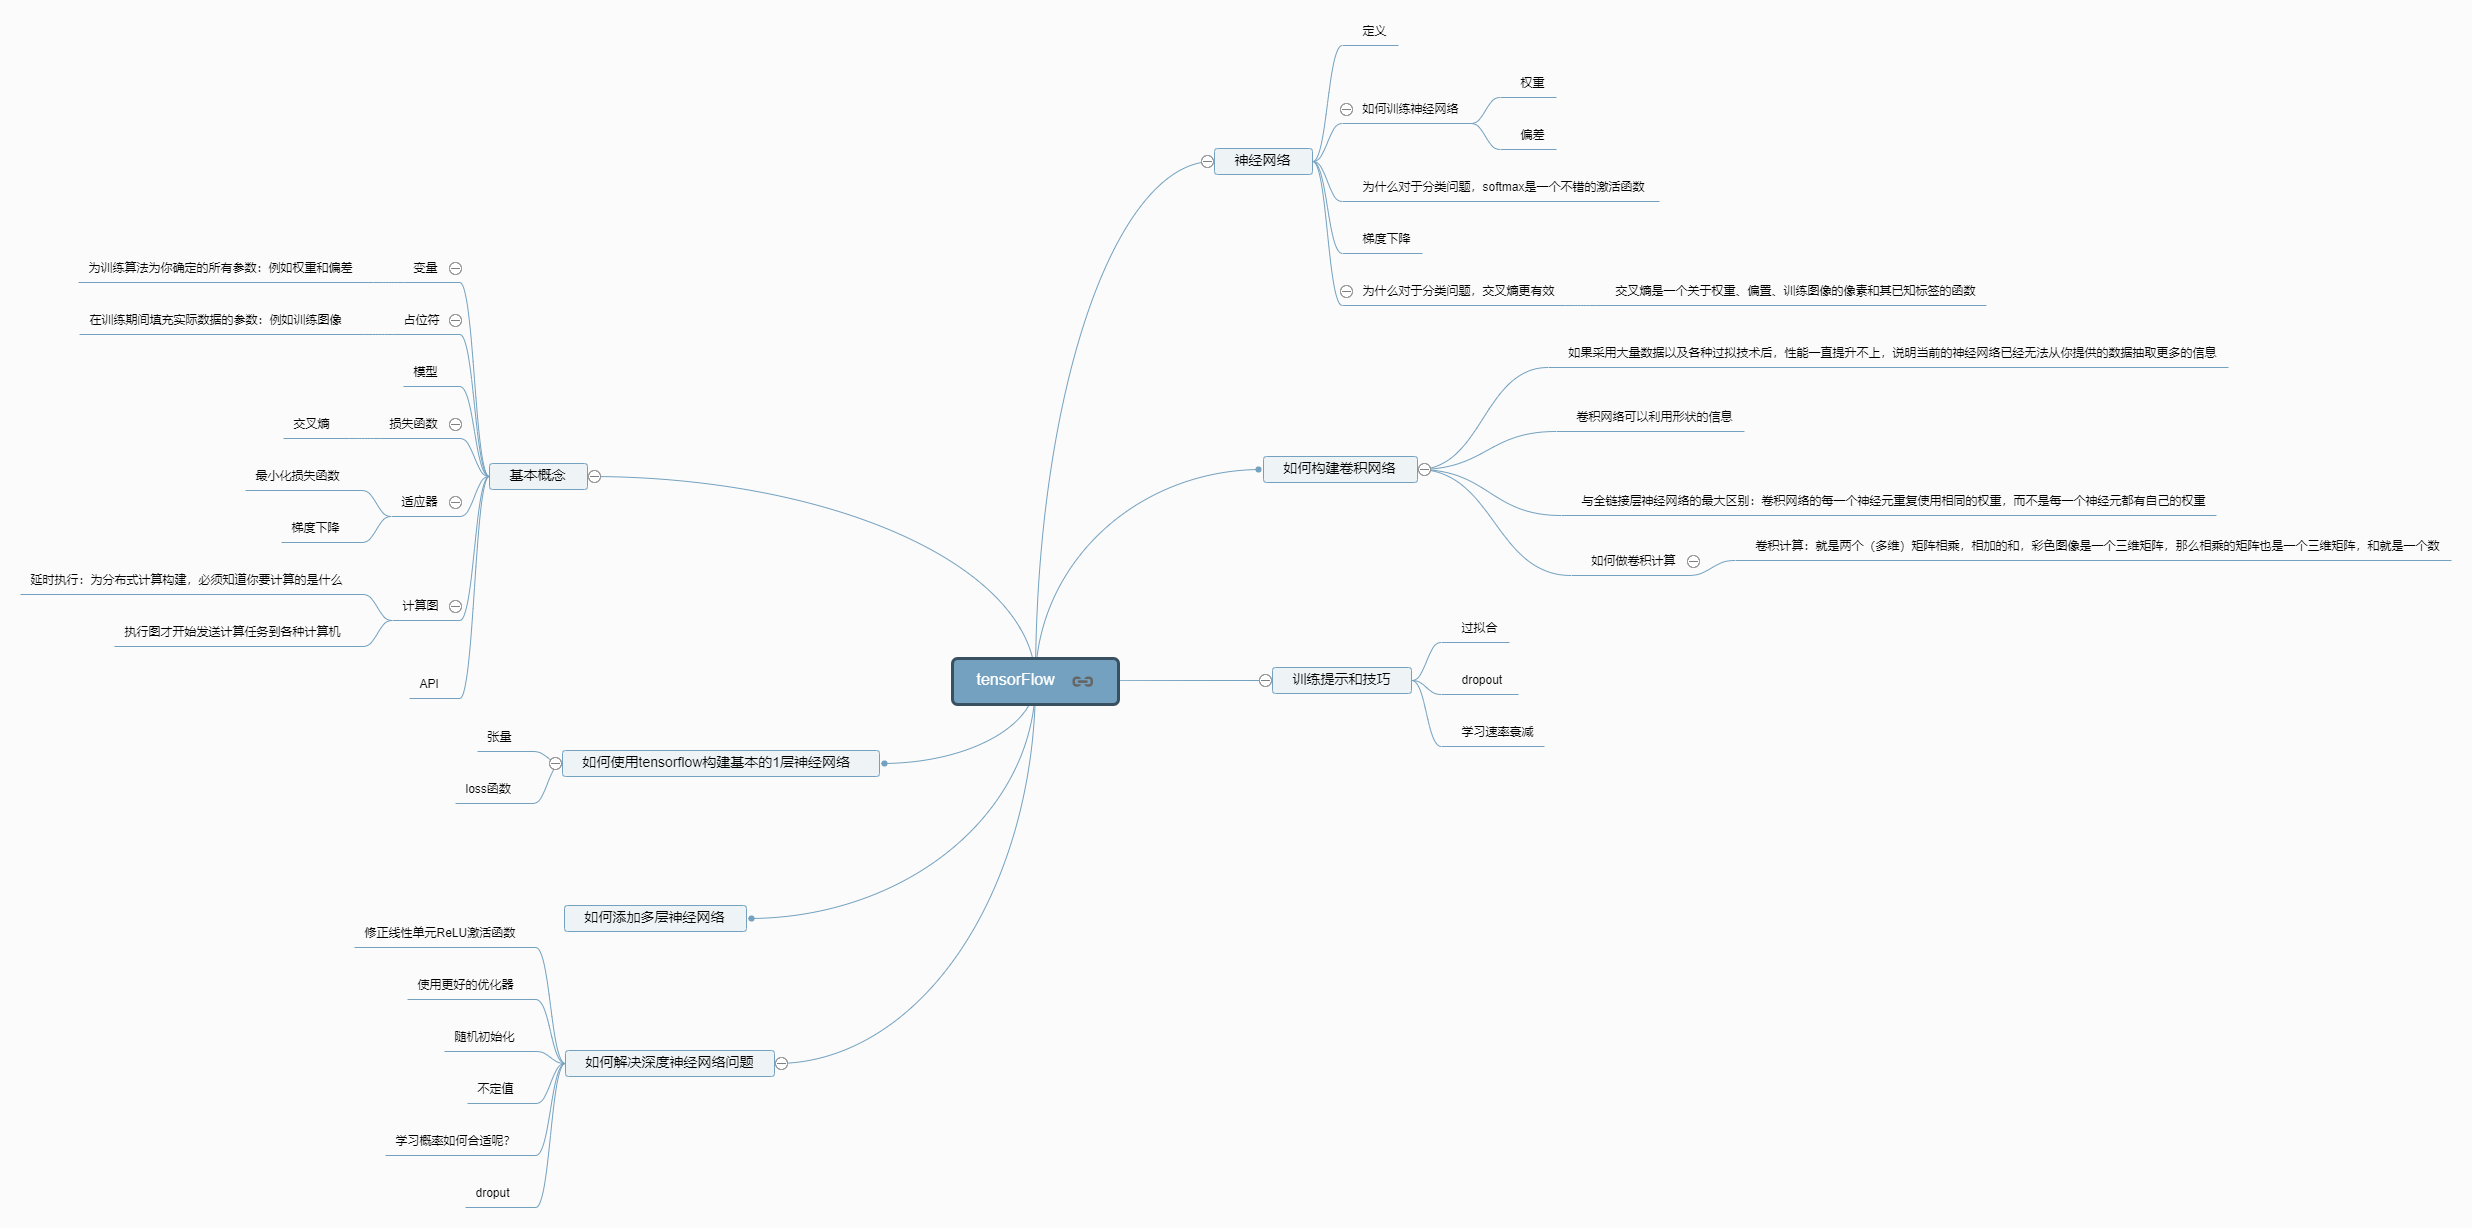 tensorFlow
神经网络
定义
如何训练神经网络
权重
偏差
为什么对于分类问题，softmax是一个不错的激活函数
梯度下降
为什么对于分类问题，交叉熵更有效
交叉熵是一个关于权重、偏置、训练图像的像素和其已知标签的函数
如何构建卷积网络
如果采用大量数据以及各种过拟技术后，性能一直提升不上，说明当前的神经网络已经无法从你提供的数据抽取更多的信息
卷积网络可以利用形状的信息
与全链接层神经网络的最大区别：卷积网络的每一个神经元重复使用相同的权重，而不是每一个神经元都有自己的权重
如何做卷积计算
卷积计算：就是两个（多维）矩阵相乘，相加的和，彩色图像是一个三维矩阵，那么相乘的矩阵也是一个三维矩阵，和就是一个数
训练提示和技巧
过拟合
dropout
学习速率衰减
基本概念
变量
为训练算法为你确定的所有参数：例如权重和偏差
占位符
在训练期间填充实际数据的参数：例如训练图像
模型
损失函数
交叉熵
适应器
最小化损失函数
梯度下降
计算图
延时执行：为分布式计算构建，必须知道你要计算的是什么
执行图才开始发送计算任务到各种计算机
API
如何使用tensorflow构建基本的1层神经网络
张量
loss函数
如何添加多层神经网络
如何解决深度神经网络问题
修正线性单元ReLU激活函数
使用更好的优化器
随机初始化
不定值
学习概率如何合适呢？
droput